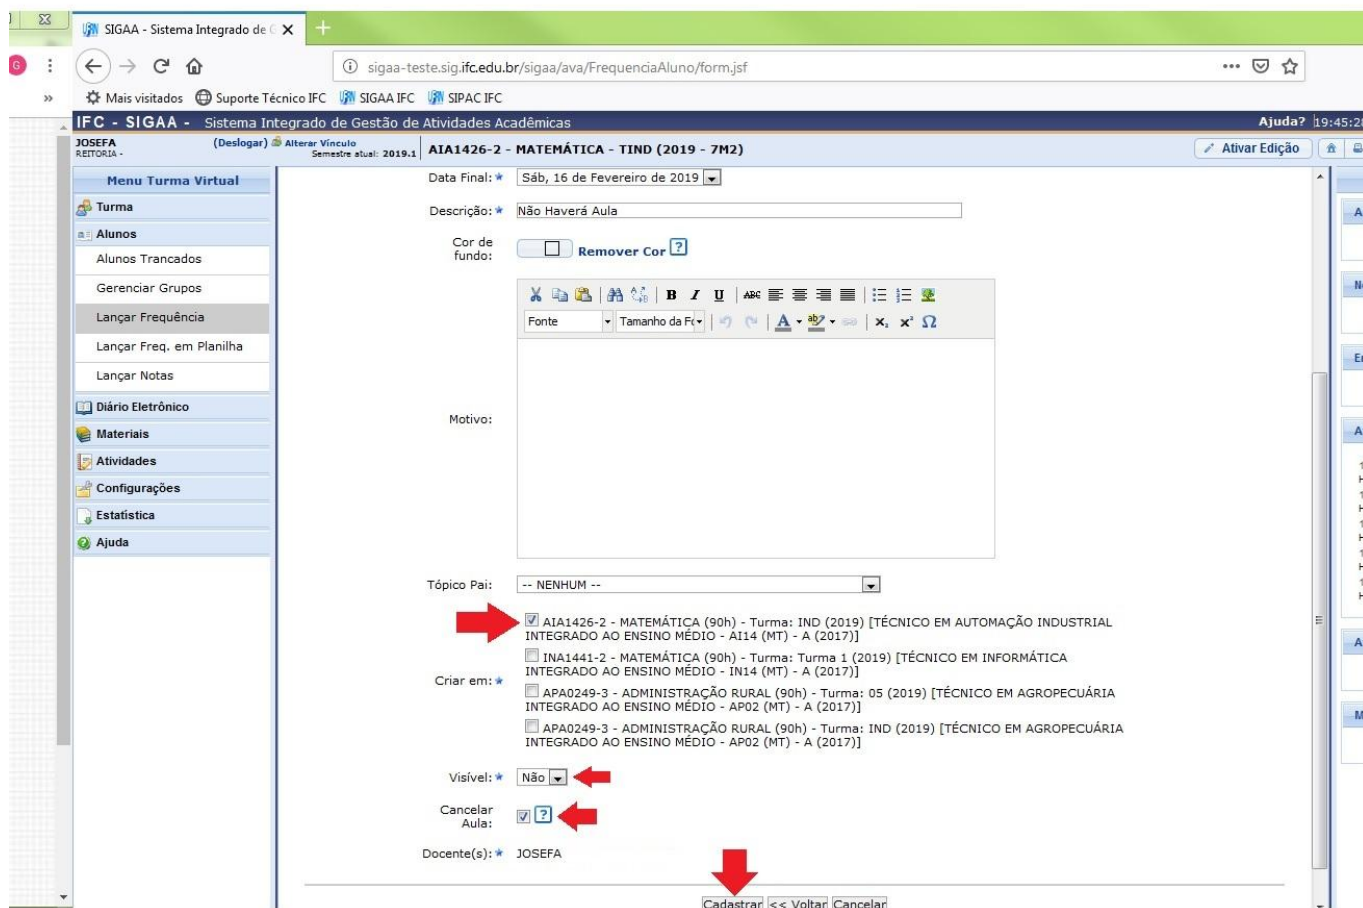 SIGAA - Sistema Integrado de G
G
sigaa-teste.sig.ifc.edu.br/sigaa/ava/FrequenciaAluno/form.jsf
Mais visitados Suporte Técnico IFC SIGAA IFC SIPAC IFC
IFC - SIGAA - Sistema Integrado de Gestão de Atividades Acadêmicas
Ajuda? 19:45:28
JOSEFA (Deslogar) Alterar Vínculo
REITORIA - Semestre atual: 2019.1
AIA1426-2 - MATEMÁTICA - TIND (2019 - 7M2)
Ativar Edição
Menu Turma Virtual
Turma
Alunos
Alunos Trancados
Gerenciar Grupos
Lançar Frequência
Lançar Freq. em Planilha
Lançar Notas
Diário Eletrônico
Materiais
Atividades
Configurações
Estatística
Ajuda
Data Final: Sáb, 16 de Fevereiro de 2019
Descrição: Não Haverá Aula
Cor de
fundo:
Remover Cor ?
B I U ABC
Fonte Tamanho da F
A ab x, x² Ω
Motivo:
Tópico Pai: -- NENHUM --
Criar em:
AIA1426-2 - MATEMÁTICA (90h) - Turma: IND (2019) [TÉCNICO EM AUTOMAÇÃO INDUSTRIAL
INTEGRADO AO ENSINO MÉDIO - AI14 (MT) - A (2017)]
INA1441-2 - MATEMÁTICA (90h) - Turma: Turma 1 (2019) [TÉCNICO EM INFORMÁTICA
INTEGRADO AO ENSINO MÉDIO - IN14 (MT) - A (2017)]
APA0249-3 - ADMINISTRAÇÃO RURAL (90h) - Turma: 05 (2019) [TÉCNICO EM AGROPECUÁRIA
INTEGRADO AO ENSINO MÉDIO - AP02 (MT) - A (2017)]
APA0249-3 - ADMINISTRAÇÃO RURAL (90h) - Turma: IND (2019) [TÉCNICO EM AGROPECUÁRIA
INTEGRADO AO ENSINO MÉDIO - AP02 (MT) - A (2017)]
Visível: Não
Cancelar
Aula:
?
Docente(s): JOSEFA
Cadastrar << Voltar Cancelar